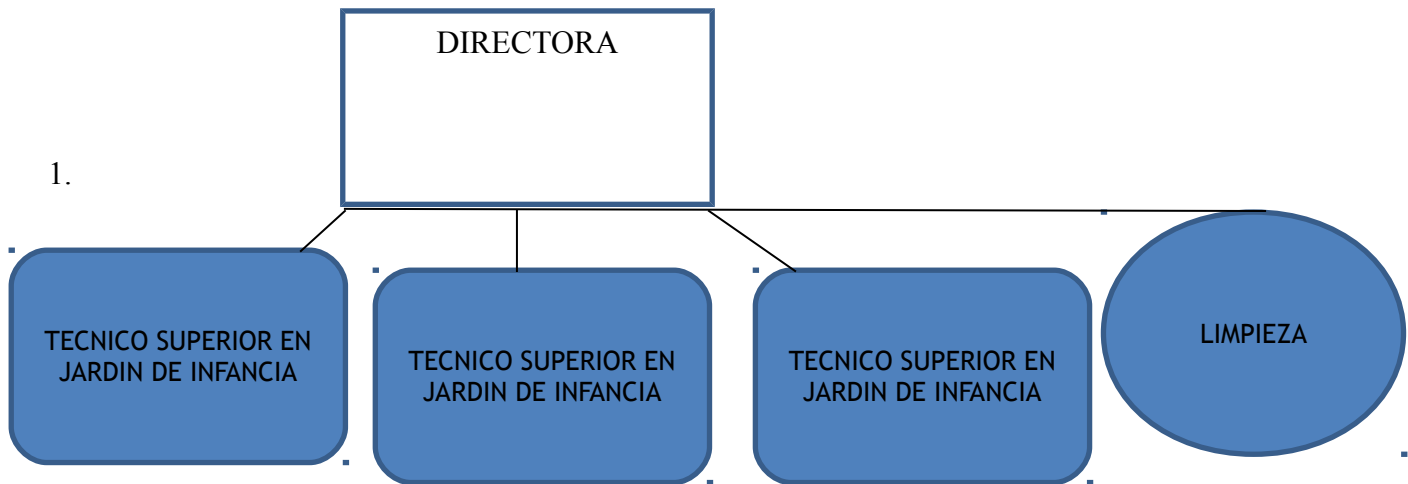 DIRECTORA
1.
TECNICO SUPERIOR EN
JARDIN DE INFANCIA
TECNICO SUPERIOR EN
JARDIN DE INFANCIA
TECNICO SUPERIOR EN
JARDIN DE INFANCIA
LIMPIEZA